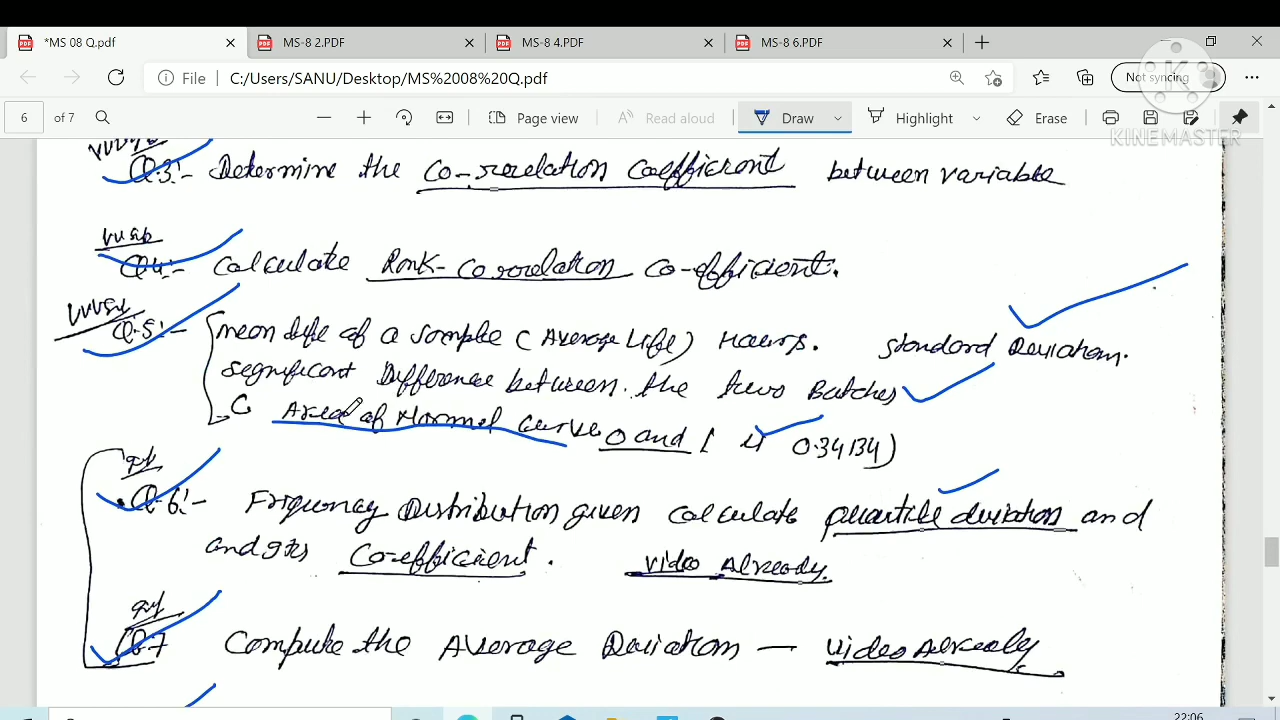 *MS 08 Q.pdf
MS-8 2.PDF
MS-8 4.PDF
MS-8 6.PDF
File
C:/Users/SANU/Desktop/MS%2008%20Q.pdf
Not syncing
6 of 7
Page view
Read aloud
Draw
Highlight
Erase
KINEMASTER
Q.3:- Determine the Co-rrelation Coefficient between variable
VVImp
Q4:- Calculate Rank-Correlation Co-efficient.
Q.5:- mean life of a sample (Average Life) Hours. Standard Deviation.
significant Difference between. the two Batches
Area of Normal curve 0 and 1 is 0.34134)
Q.6:- Frequency Distribution given calculate quartile deviation and
and its Co-efficient. Video Already.
Q.7 Compute the Average Deviation — Video Already
22:06